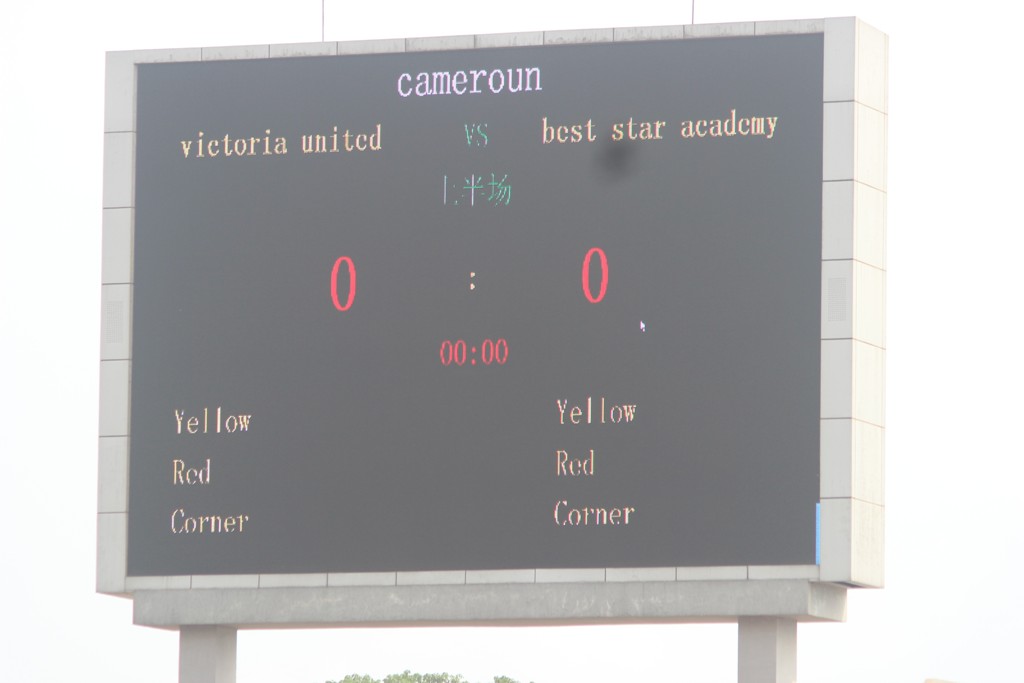 cameroun
victoria united VS best star academy
上半场
0 : 0
00:00
Yellow Yellow
Red Red
Corner Corner